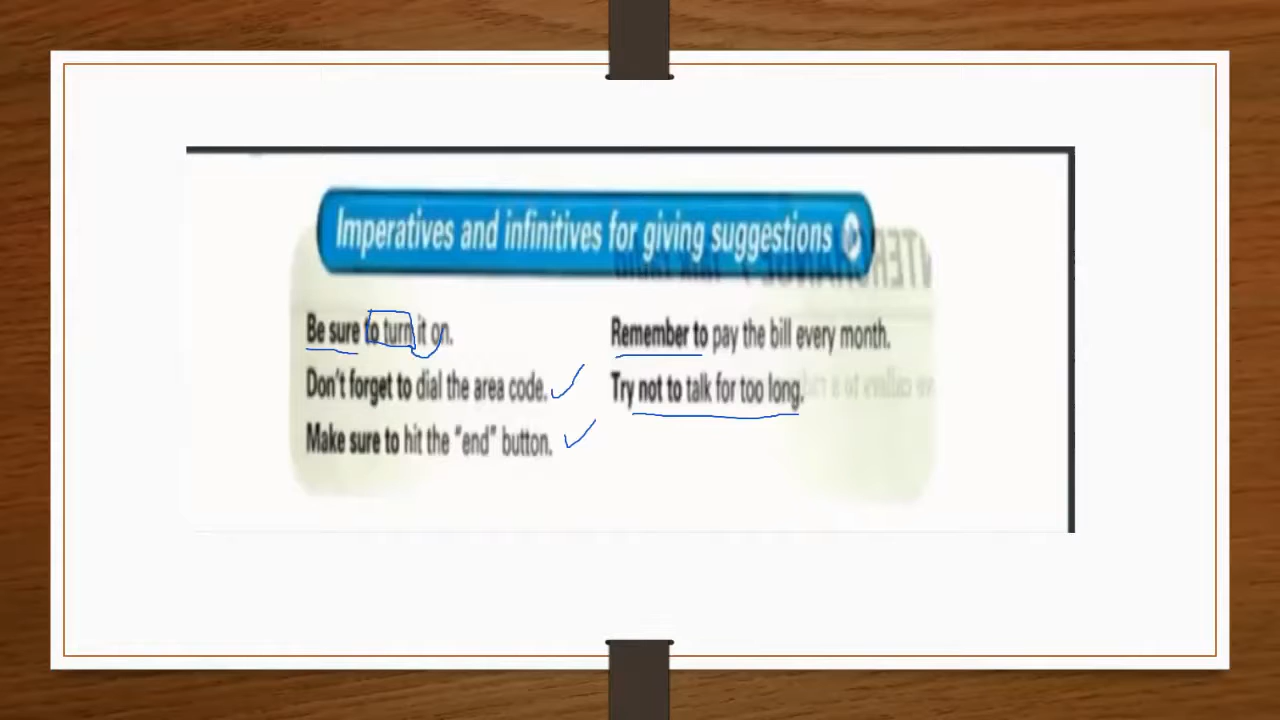 Imperatives and infinitives for giving suggestions
Be sure to turn it on.
Don't forget to dial the area code.
Make sure to hit the "end" button.
Remember to pay the bill every month.
Try not to talk for too long.